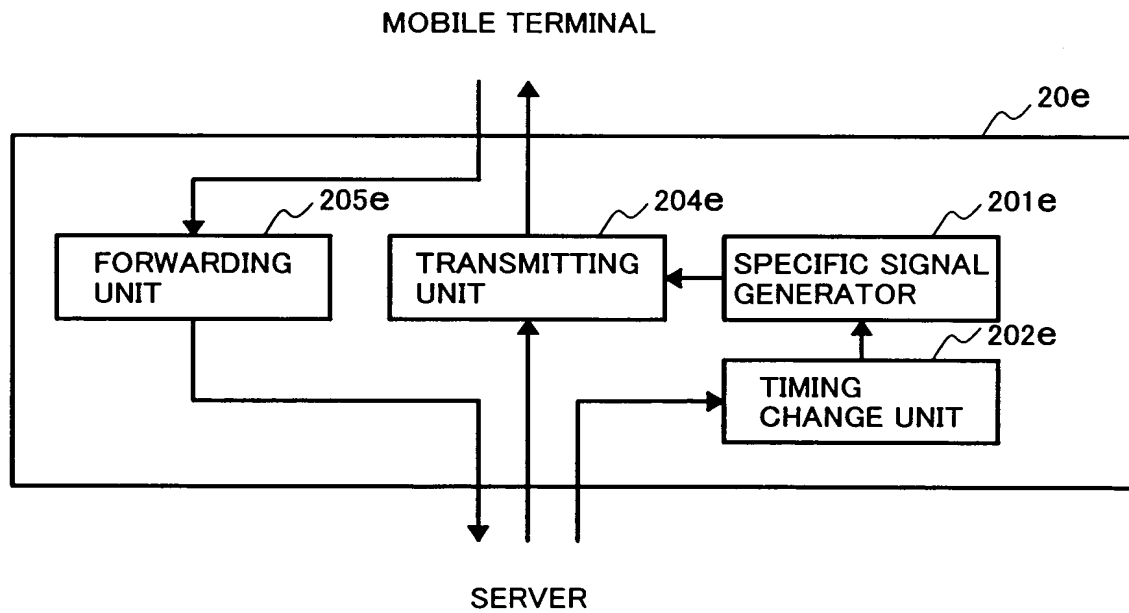 MOBILE TERMINAL
20e
205e
204e
201e
FORWARDING
UNIT
TRANSMITTING
UNIT
SPECIFIC SIGNAL
GENERATOR
202e
TIMING
CHANGE UNIT
SERVER